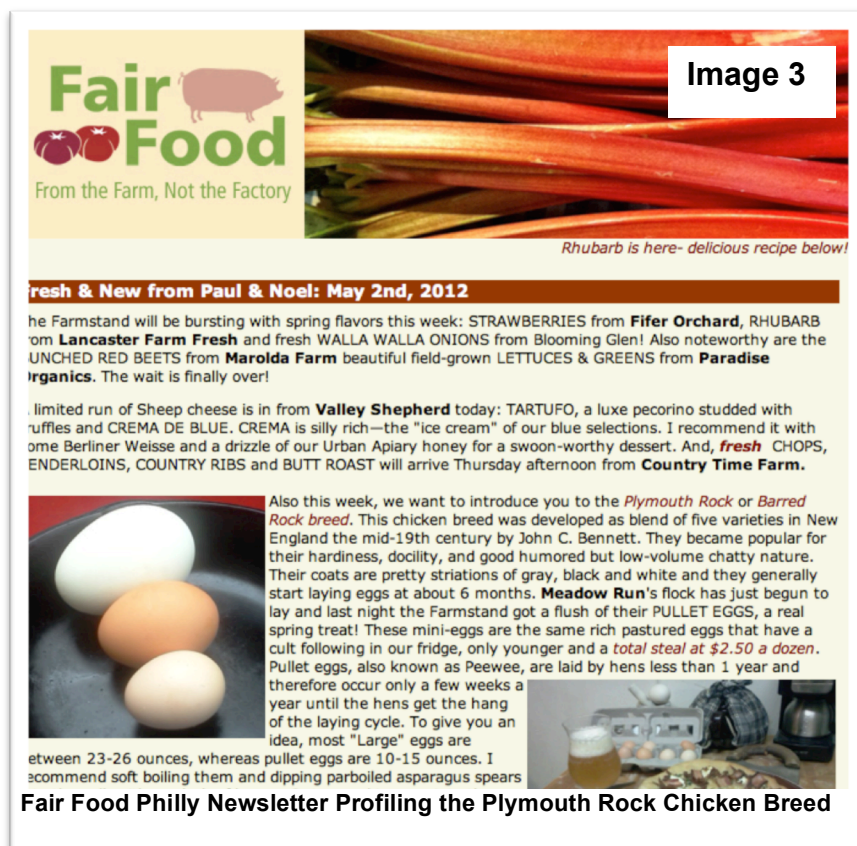 Fair
Food
From the Farm, Not the Factory
Image 3
Rhubarb is here- delicious recipe below!
resh & New from Paul & Noel: May 2nd, 2012
he Farmstand will be bursting with spring flavors this week: STRAWBERRIES from Fifer Orchard, RHUBARB
om Lancaster Farm Fresh and fresh WALLA WALLA ONIONS from Blooming Glen! Also noteworthy are the
UNCHED RED BEETS from Marolda Farm beautiful field-grown LETTUCES & GREENS from Paradise
rganics. The wait is finally over!
limited run of Sheep cheese is in from Valley Shepherd today: TARTUFO, a luxe pecorino studded with
ruffles and CREMA DE BLUE. CREMA is silly rich—the "ice cream" of our blue selections. I recommend it with
ome Berliner Weisse and a drizzle of our Urban Apiary honey for a swoon-worthy dessert. And, fresh CHOPS,
ENDERLOINS, COUNTRY RIBS and BUTT ROAST will arrive Thursday afternoon from Country Time Farm.
Also this week, we want to introduce you to the Plymouth Rock or Barred
Rock breed. This chicken breed was developed as blend of five varieties in New
England the mid-19th century by John C. Bennett. They became popular for
their hardiness, docility, and good humored but low-volume chatty nature.
Their coats are pretty striations of gray, black and white and they generally
start laying eggs at about 6 months. Meadow Run's flock has just begun to
lay and last night the Farmstand got a flush of their PULLET EGGS, a real
spring treat! These mini-eggs are the same rich pastured eggs that have a
cult following in our fridge, only younger and a total steal at $2.50 a dozen.
Pullet eggs, also known as Peewee, are laid by hens less than 1 year and
therefore occur only a few weeks a
year until the hens get the hang
of the laying cycle. To give you an
idea, most "Large" eggs are
etween 23-26 ounces, whereas pullet eggs are 10-15 ounces. I
ecommend soft boiling them and dipping parboiled asparagus spears
Fair Food Philly Newsletter Profiling the Plymouth Rock Chicken Breed